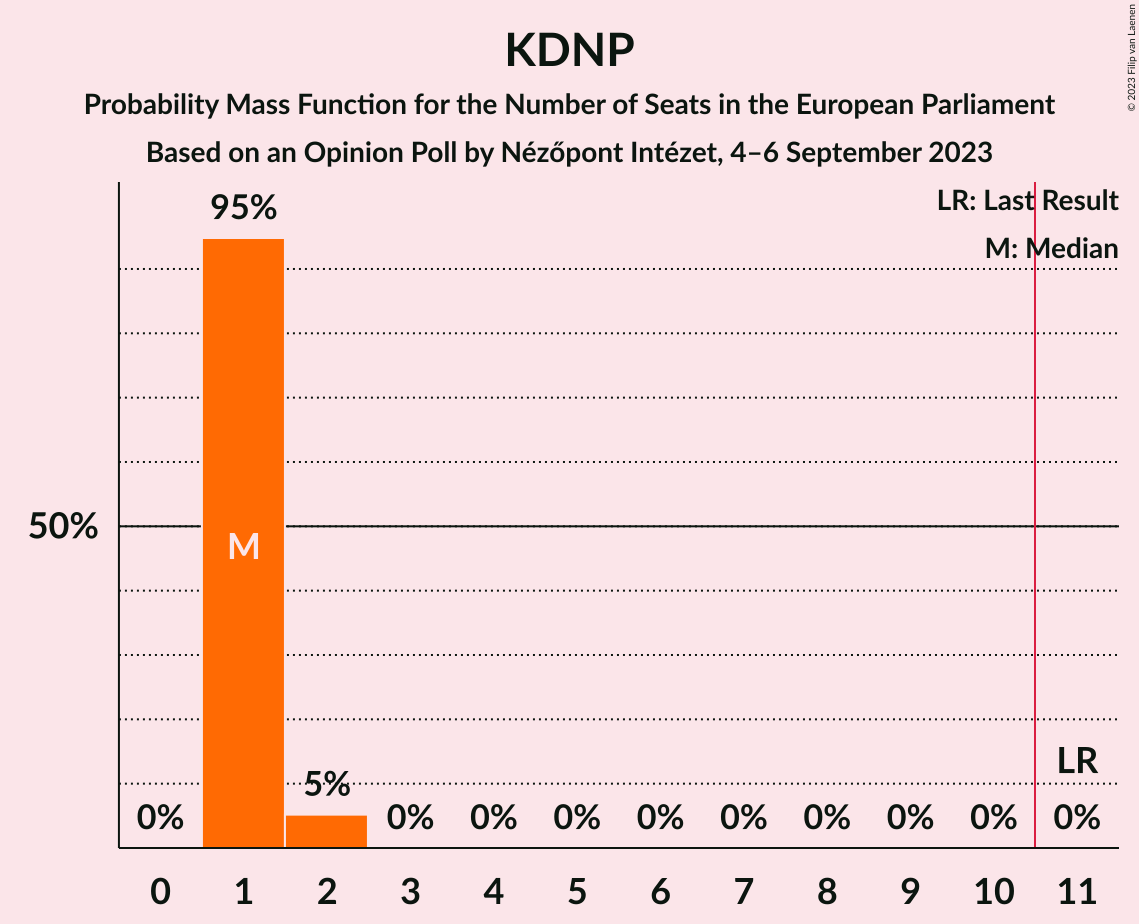 KDNP
Probability Mass Function for the Number of Seats in the European Parliament
Based on an Opinion Poll by Nézőpont Intézet, 4–6 September 2023
© 2023 Filip van Laenen
LR: Last Result
M: Median
95%
50%
M
5%
LR
0% 0% 0% 0% 0% 0% 0% 0% 0% 0%
0 1 2 3 4 5 6 7 8 9 10 11